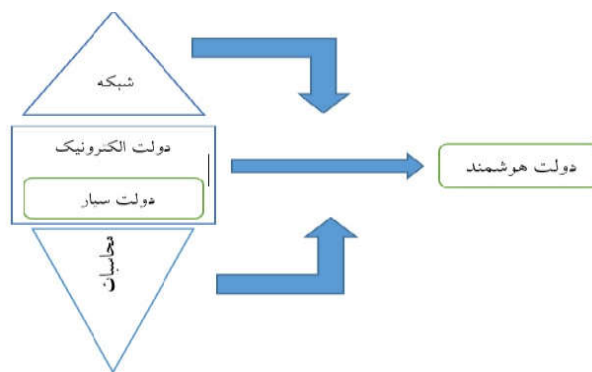 شبکه
دولت الکترونیک
دولت سیار
محاسبات
دولت هوشمند